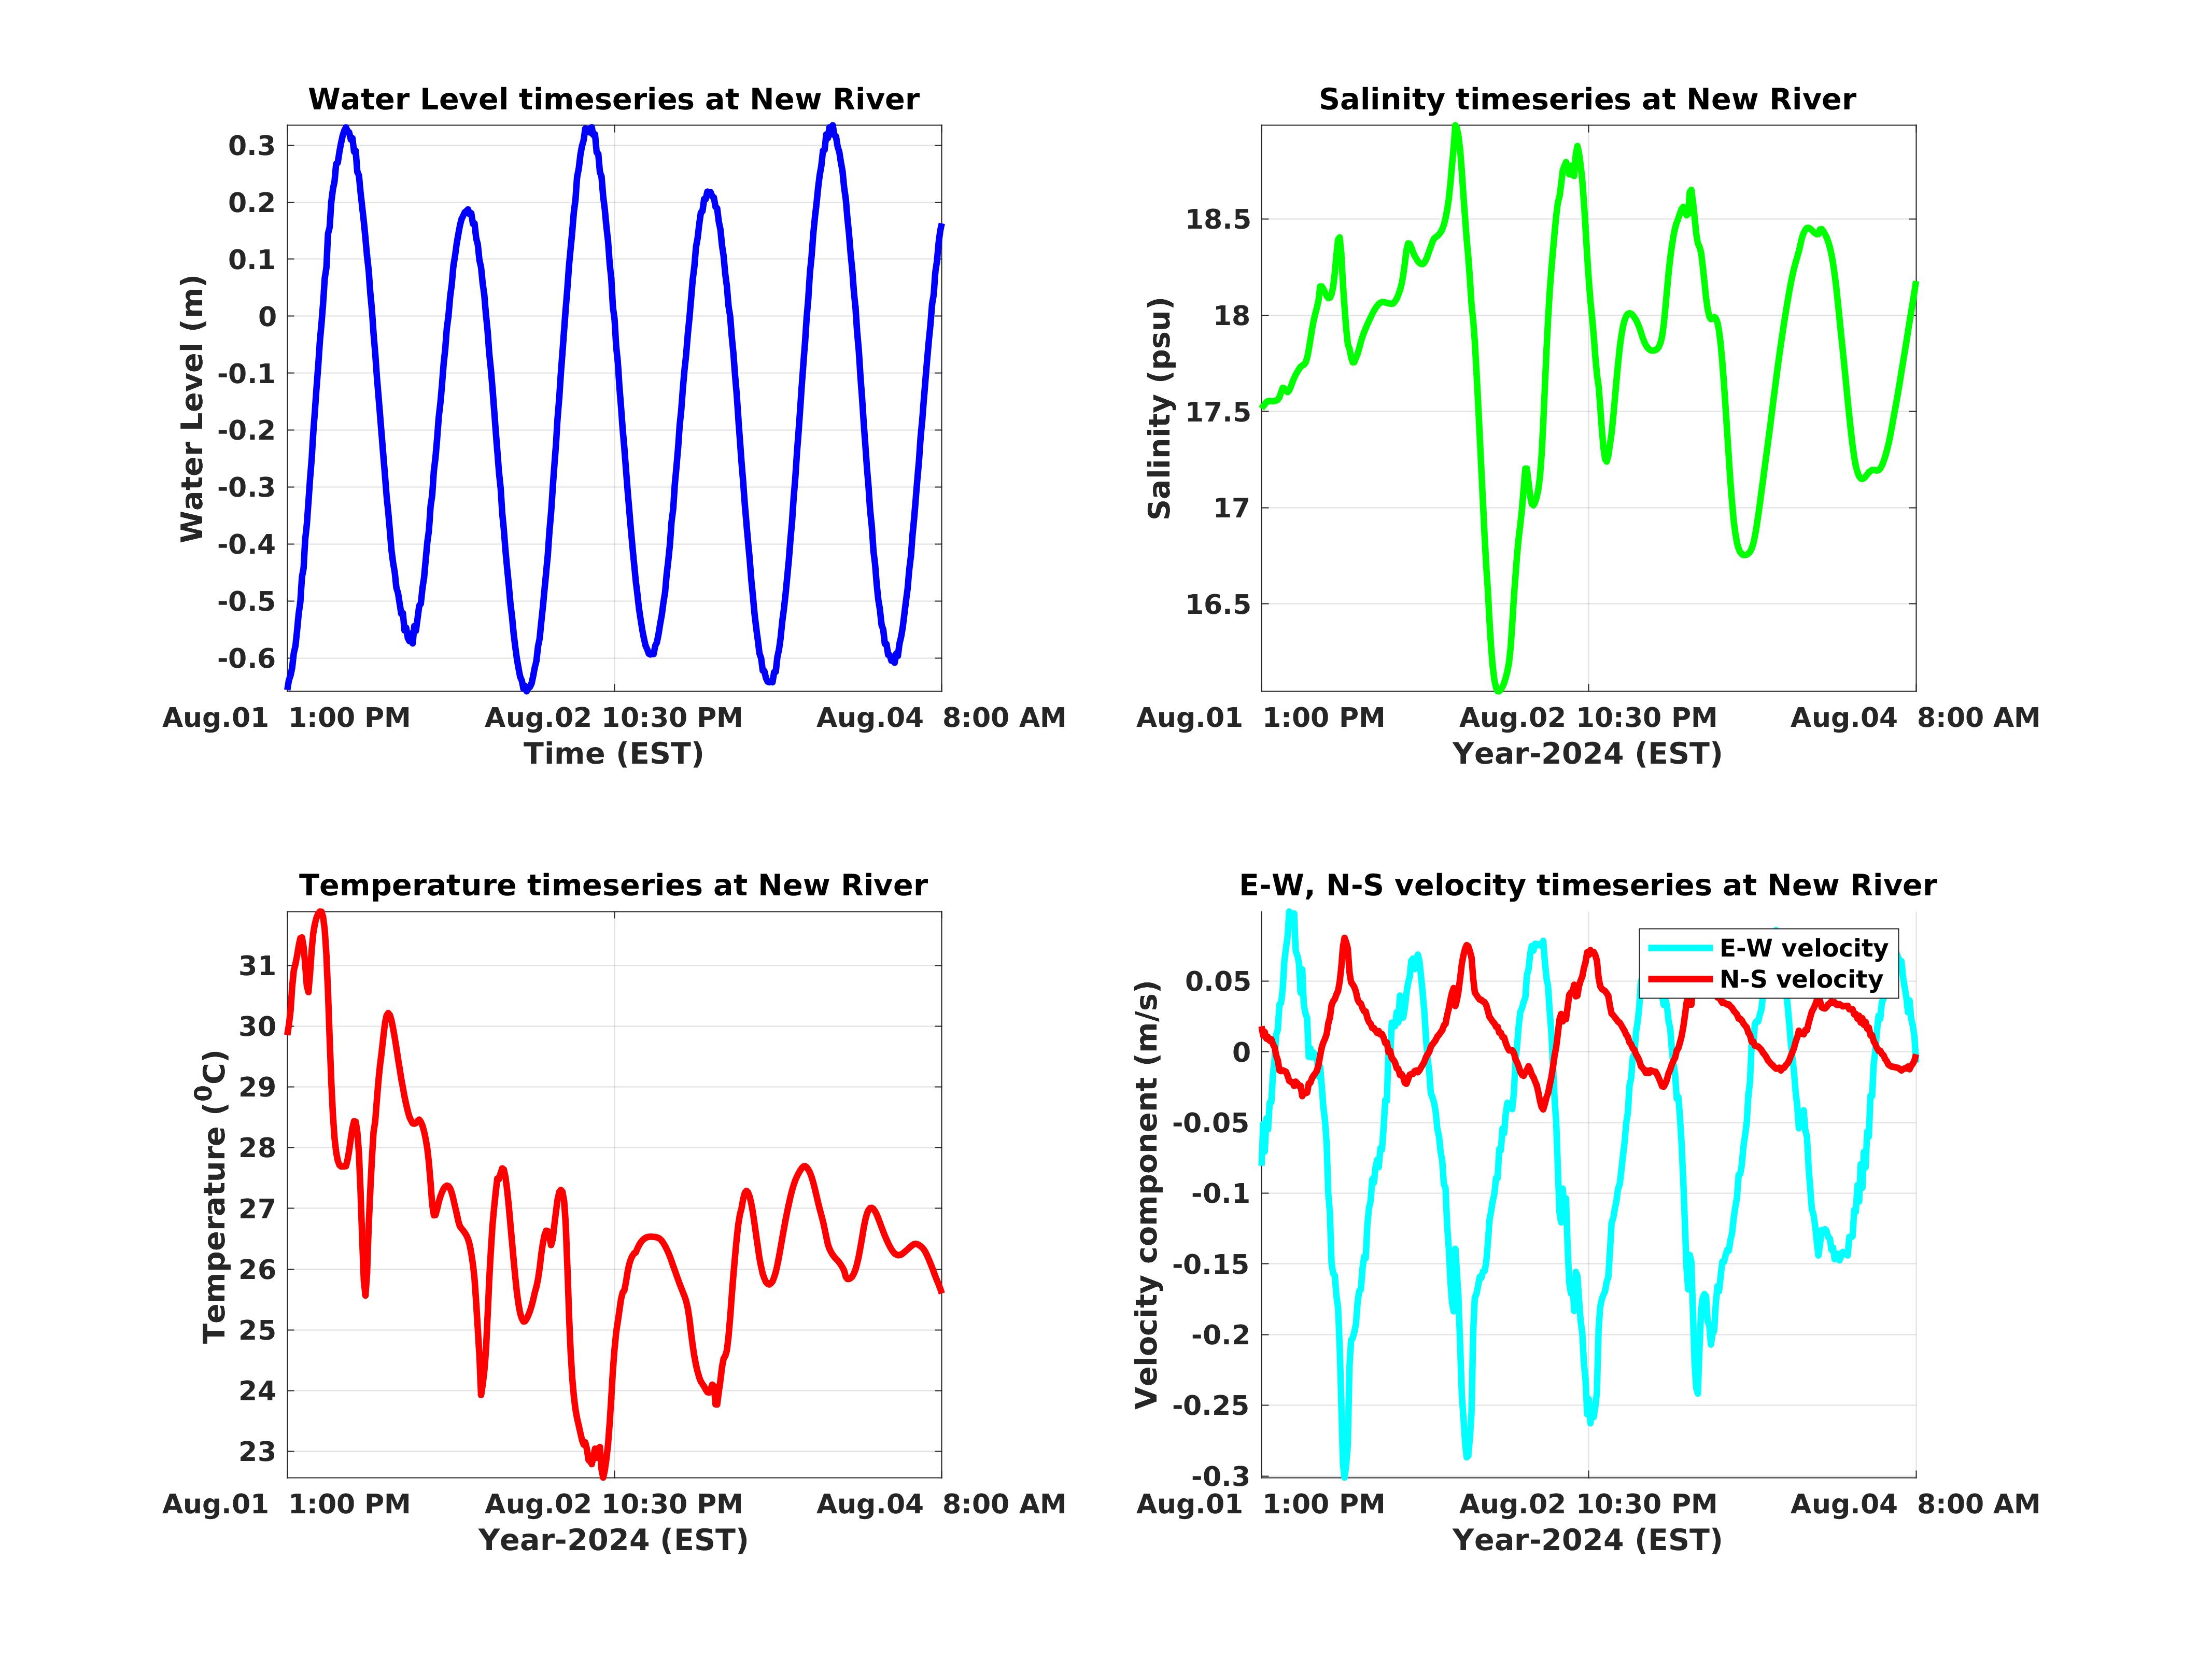 Water Level timeseries at New River
0.3
0.2
0.1
0
-0.1
-0.2
-0.3
-0.4
-0.5
-0.6
Water Level (m)
Aug.01 1:00 PM Aug.02 10:30 PM Aug.04 8:00 AM
Time (EST)
Salinity timeseries at New River
18.5
18
17.5
17
16.5
Salinity (psu)
Aug.01 1:00 PM Aug.02 10:30 PM Aug.04 8:00 AM
Year-2024 (EST)
Temperature timeseries at New River
31
30
29
28
27
26
25
24
23
Temperature (⁰C)
Aug.01 1:00 PM Aug.02 10:30 PM Aug.04 8:00 AM
Year-2024 (EST)
E-W, N-S velocity timeseries at New River
E-W velocity
N-S velocity
0.05
0
-0.05
-0.1
-0.15
-0.2
-0.25
-0.3
Velocity component (m/s)
Aug.01 1:00 PM Aug.02 10:30 PM Aug.04 8:00 AM
Year-2024 (EST)